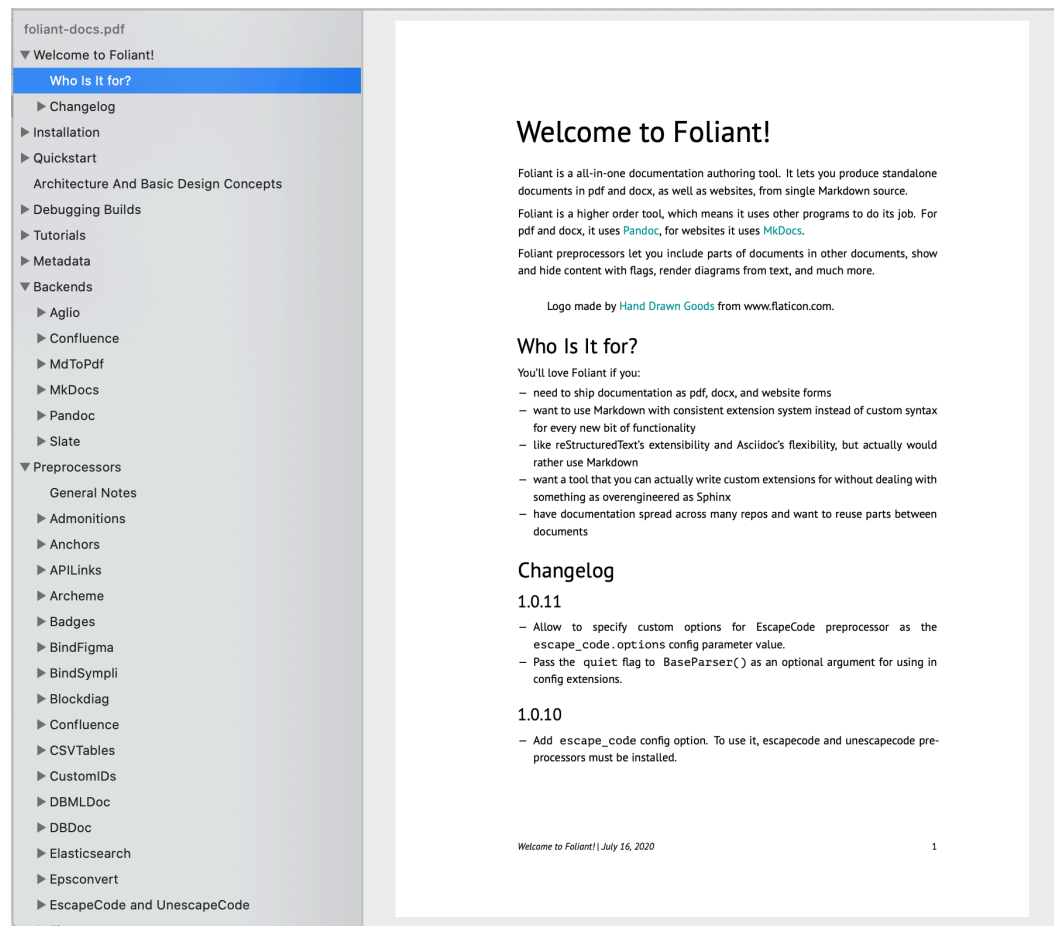 foliant-docs.pdf
Welcome to Foliant!
Who Is It for?
Changelog
Installation
Quickstart
Architecture And Basic Design Concepts
Debugging Builds
Tutorials
Metadata
Backends
Aglio
Confluence
MdToPdf
MkDocs
Pandoc
Slate
Preprocessors
General Notes
Admonitions
Anchors
APILinks
Archeme
Badges
BindFigma
BindSympli
Blockdiag
Confluence
CSVTables
CustomIDs
DBMLDoc
DBDoc
Elasticsearch
Epsconvert
EscapeCode and UnescapeCode
Welcome to Foliant!
Foliant is a all-in-one documentation authoring tool. It lets you produce standalone
documents in pdf and docx, as well as websites, from single Markdown source.
Foliant is a higher order tool, which means it uses other programs to do its job. For
pdf and docx, it uses Pandoc, for websites it uses MkDocs.
Foliant preprocessors let you include parts of documents in other documents, show
and hide content with flags, render diagrams from text, and much more.
Logo made by Hand Drawn Goods from www.flaticon.com.
Who Is It for?
You'll love Foliant if you:
— need to ship documentation as pdf, docx, and website forms
— want to use Markdown with consistent extension system instead of custom syntax
for every new bit of functionality
— like reStructuredText's extensibility and Asciidoc's flexibility, but actually would
rather use Markdown
— want a tool that you can actually write custom extensions for without dealing with
something as overengineered as Sphinx
— have documentation spread across many repos and want to reuse parts between
documents
Changelog
1.0.11
— Allow to specify custom options for EscapeCode preprocessor as the
escape_code.options config parameter value.
— Pass the quiet flag to BaseParser() as an optional argument for using in
config extensions.
1.0.10
— Add escape_code config option. To use it, escapecode and unescapecode pre-
processors must be installed.
Welcome to Foliant! | July 16, 2020 1